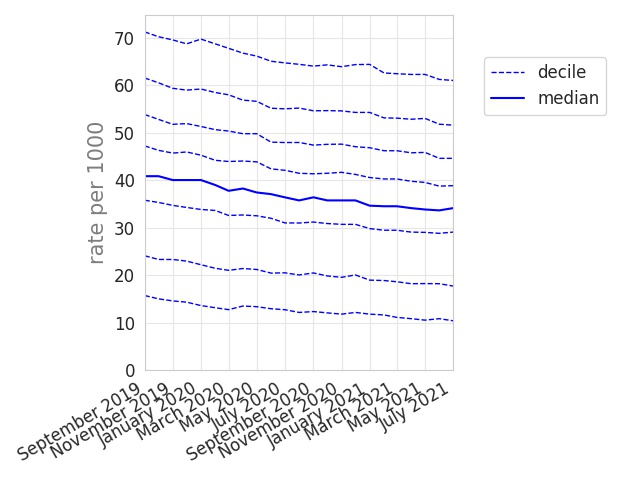 70
60
50
40
30
20
10
0
rate per 1000
September 2019
November 2019
January 2020
March 2020
May 2020
July 2020
September 2020
November 2020
January 2021
March 2021
May 2021
July 2021
decile
median